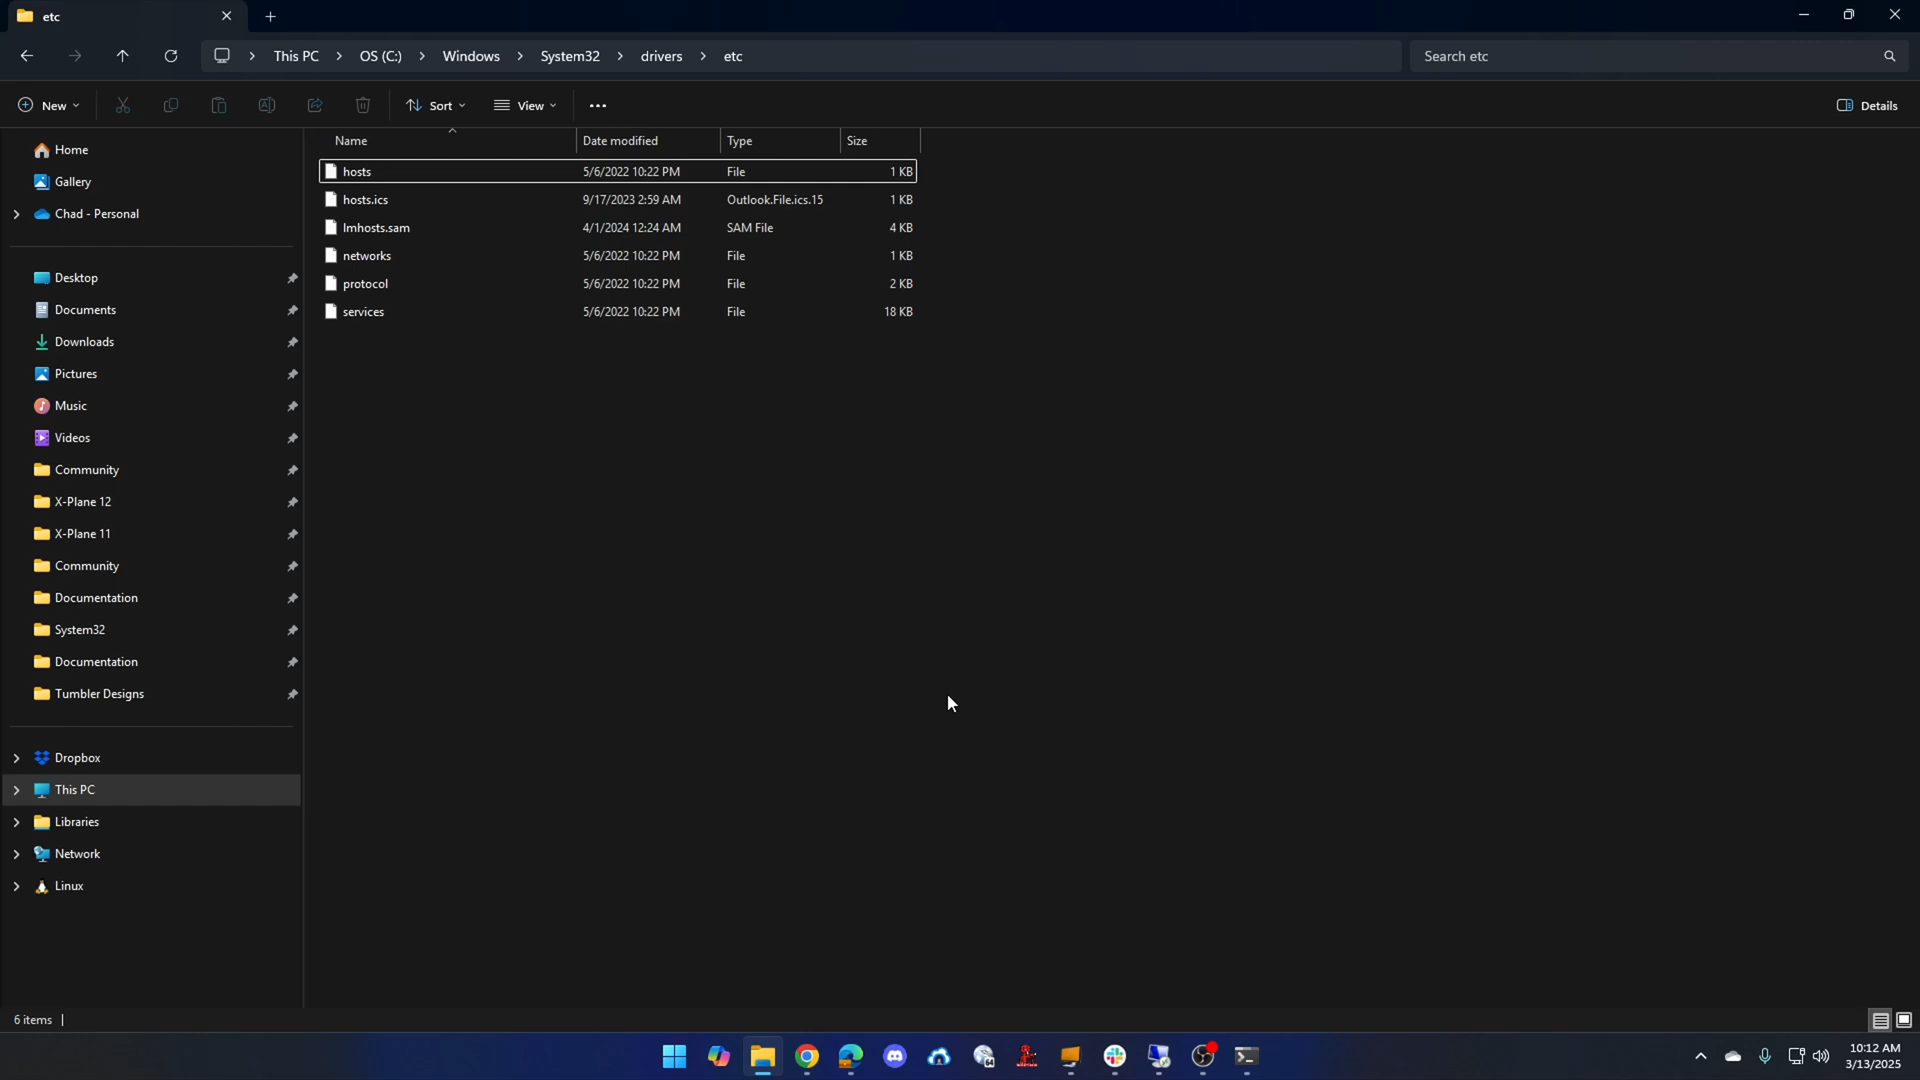 etc
This PC > OS (C:) > Windows > System32 > drivers > etc
Search etc
New
Sort
View
Details
Name Date modified Type Size
hosts 5/6/2022 10:22 PM File 1 KB
hosts.ics 9/17/2023 2:59 AM Outlook.File.ics.15 1 KB
lmhosts.sam 4/1/2024 12:24 AM SAM File 4 KB
networks 5/6/2022 10:22 PM File 1 KB
protocol 5/6/2022 10:22 PM File 2 KB
services 5/6/2022 10:22 PM File 18 KB
Home
Gallery
Chad - Personal
Desktop
Documents
Downloads
Pictures
Music
Videos
Community
X-Plane 12
X-Plane 11
Community
Documentation
System32
Documentation
Tumbler Designs
Dropbox
This PC
Libraries
Network
Linux
6 items
10:12 AM
3/13/2025